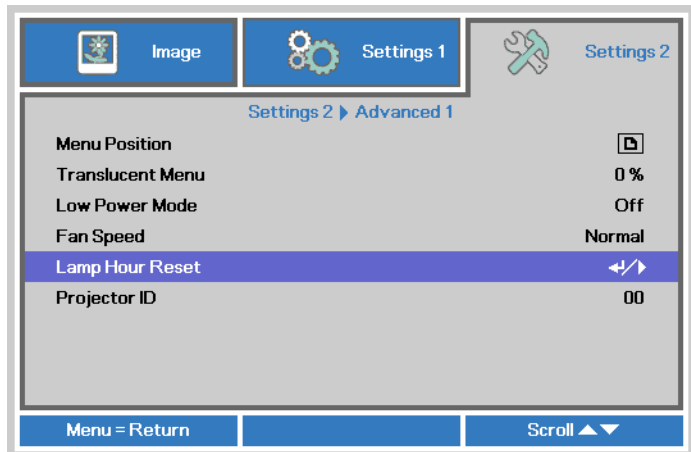 Image
Settings 1
Settings 2
Settings 2 Advanced 1
Menu Position
Translucent Menu 0 %
Low Power Mode Off
Fan Speed Normal
Lamp Hour Reset /
Projector ID 00
Menu = Return
Scroll